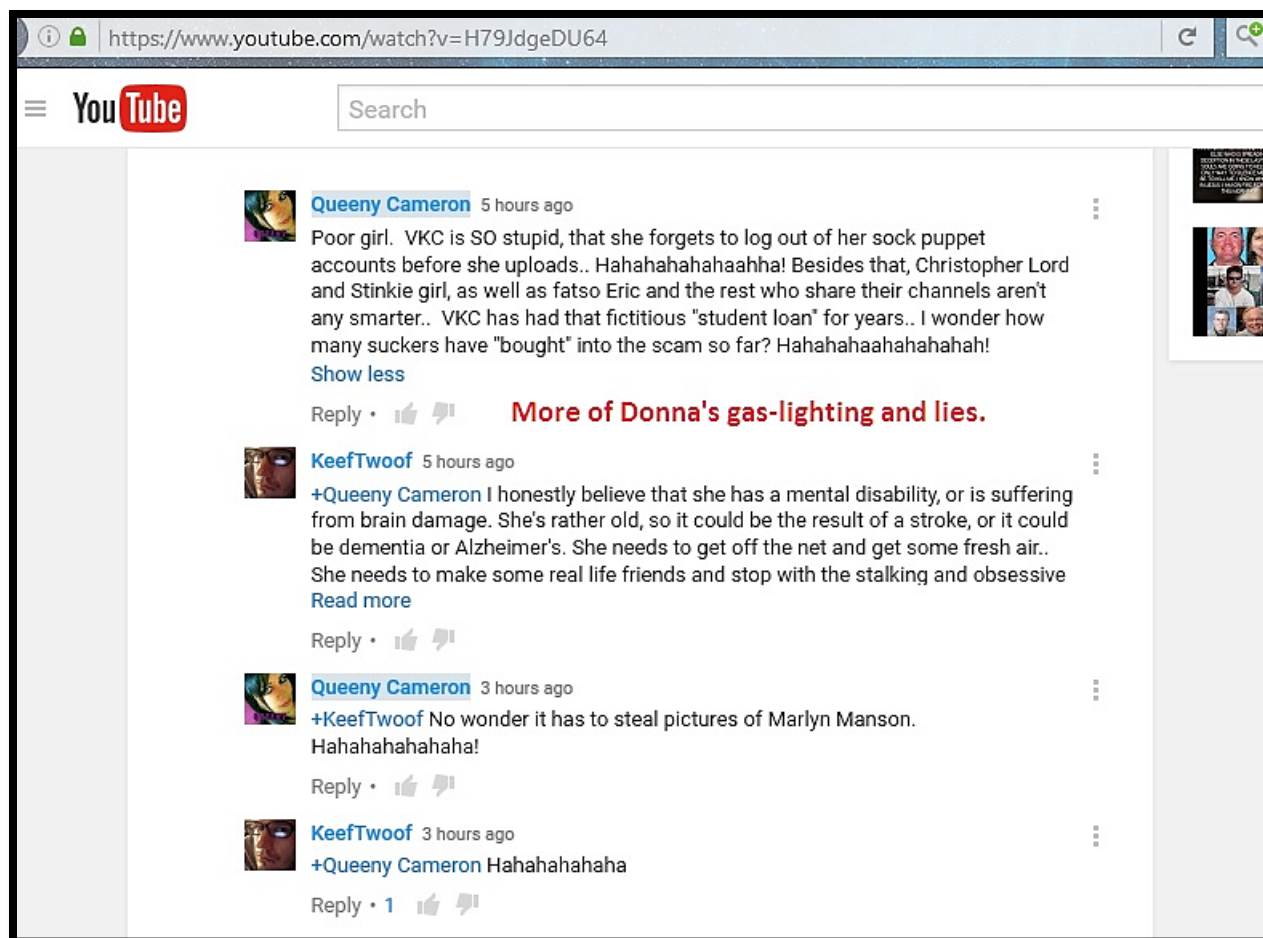 https://www.youtube.com/watch?v=H79JdgeDU64
YouTube
Search
Queeny Cameron 5 hours ago
Poor girl.  VKC is SO stupid, that she forgets to log out of her sock puppet
accounts before she uploads.. Hahahahahahaahha! Besides that, Christopher Lord
and Stinkie girl, as well as fatso Eric and the rest who share their channels aren't
any smarter..  VKC has had that fictitious "student loan" for years.. I wonder how
many suckers have "bought" into the scam so far? Hahahahaahahahahah!
Show less
Reply •
More of Donna's gas-lighting and lies.
KeefTwoof 5 hours ago
+Queeny Cameron I honestly believe that she has a mental disability, or is suffering
from brain damage. She's rather old, so it could be the result of a stroke, or it could
be dementia or Alzheimer's. She needs to get off the net and get some fresh air..
She needs to make some real life friends and stop with the stalking and obsessive
Read more
Reply •
Queeny Cameron 3 hours ago
+KeefTwoof No wonder it has to steal pictures of Marlyn Manson.
Hahahahahahaha!
Reply •
KeefTwoof 3 hours ago
+Queeny Cameron Hahahahahaha
Reply • 1